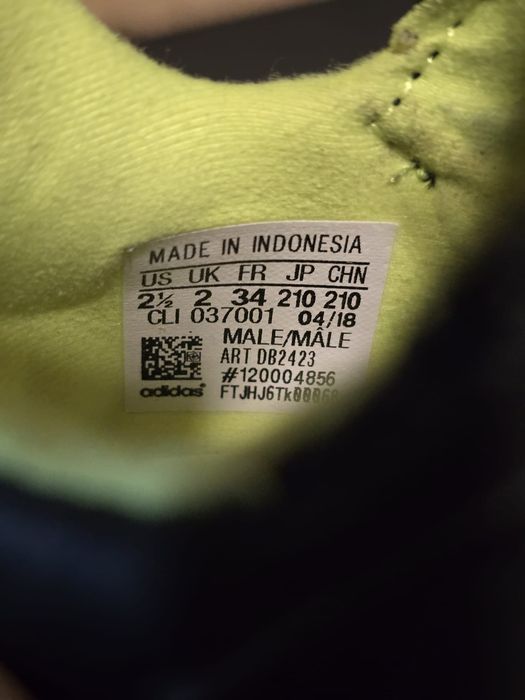 MADE IN INDONESIA
US UK FR JP CHN
2½ 2 34 210 210
CLI 037001 04/18
MALE/MÂLE
ART DB2423
#120004856
adidas